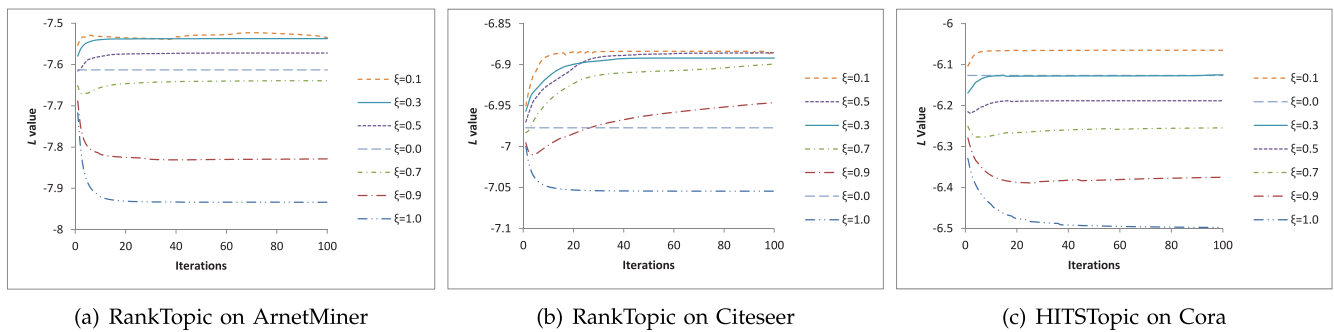 -7.5
-7.6
-7.7
-7.8
-7.9
-8
L value
0 20 40 60 80 100
Iterations
ξ=0.1
ξ=0.3
ξ=0.5
ξ=0.0
ξ=0.7
ξ=0.9
ξ=1.0
(a) RankTopic on ArnetMiner
-6.85
-6.9
-6.95
-7
-7.05
-7.1
L value
0 20 40 60 80 100
Iterations
ξ=0.1
ξ=0.5
ξ=0.3
ξ=0.7
ξ=0.9
ξ=0.0
ξ=1.0
(b) RankTopic on Citeseer
-6
-6.1
-6.2
-6.3
-6.4
-6.5
L Value
0 20 40 60 80 100
Iterations
ξ=0.1
ξ=0.0
ξ=0.3
ξ=0.5
ξ=0.7
ξ=0.9
ξ=1.0
(c) HITSTopic on Cora